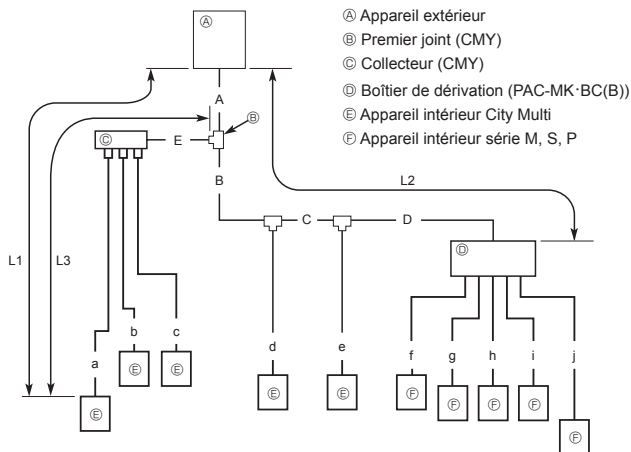 Ⓐ
Ⓐ Appareil extérieur
Ⓑ Premier joint (CMY)
Ⓒ Collecteur (CMY)
Ⓓ Boîtier de dérivation (PAC-MK·BC(B))
Ⓔ Appareil intérieur City Multi
Ⓕ Appareil intérieur série M, S, P
A
Ⓑ
Ⓒ
E
B
L2
C
D
Ⓓ
L1
L3
a
b
c
d
e
f
g
h
i
j
Ⓔ
Ⓔ
Ⓔ
Ⓔ
Ⓔ
Ⓕ
Ⓕ
Ⓕ
Ⓕ
Ⓕ